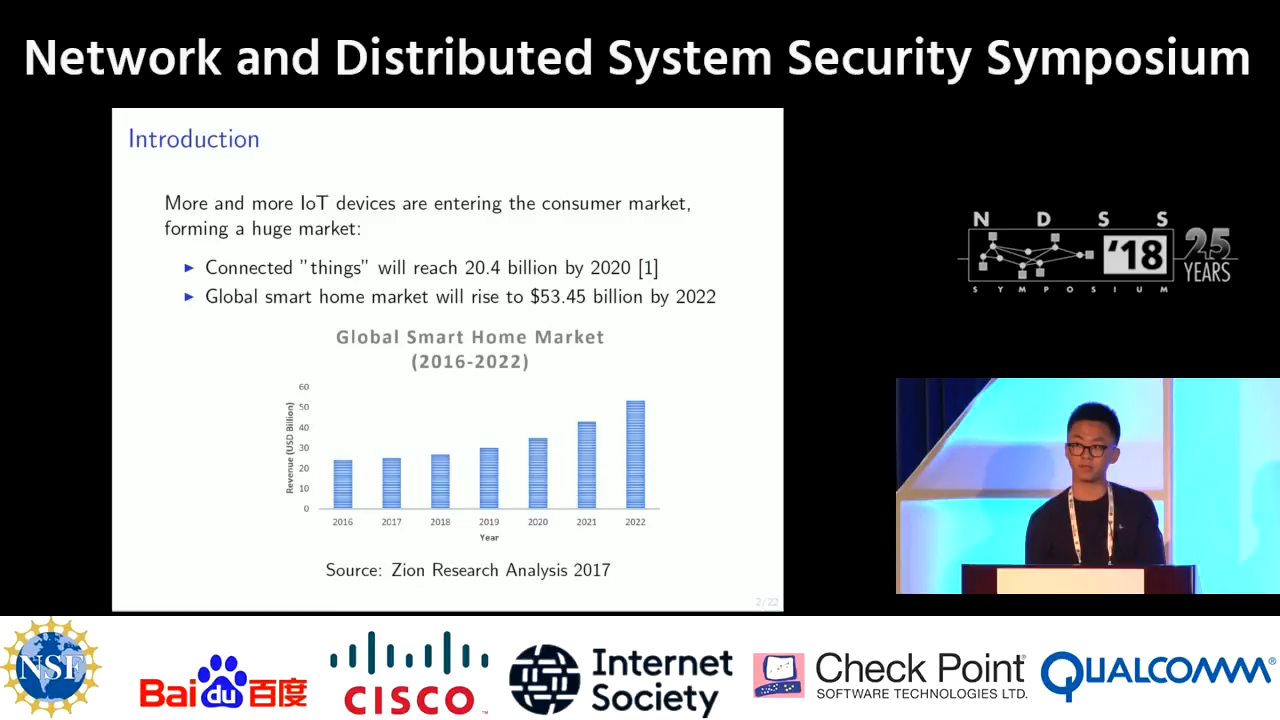 Network and Distributed System Security Symposium
Introduction
More and more IoT devices are entering the consumer market,
forming a huge market:
Connected "things" will reach 20.4 billion by 2020 [1]
Global smart home market will rise to $53.45 billion by 2022
Global Smart Home Market
(2016-2022)
Revenue (USD Billion)
60
50
40
30
20
10
0
2016 2017 2018 2019 2020 2021 2022
Year
Source: Zion Research Analysis 2017
2/22
N D S S
'18
25
YEARS
S Y M P O S I U M
NSF
Bai du 百度
CISCO
Internet
Society
Check Point
SOFTWARE TECHNOLOGIES LTD.
QUALCOMM